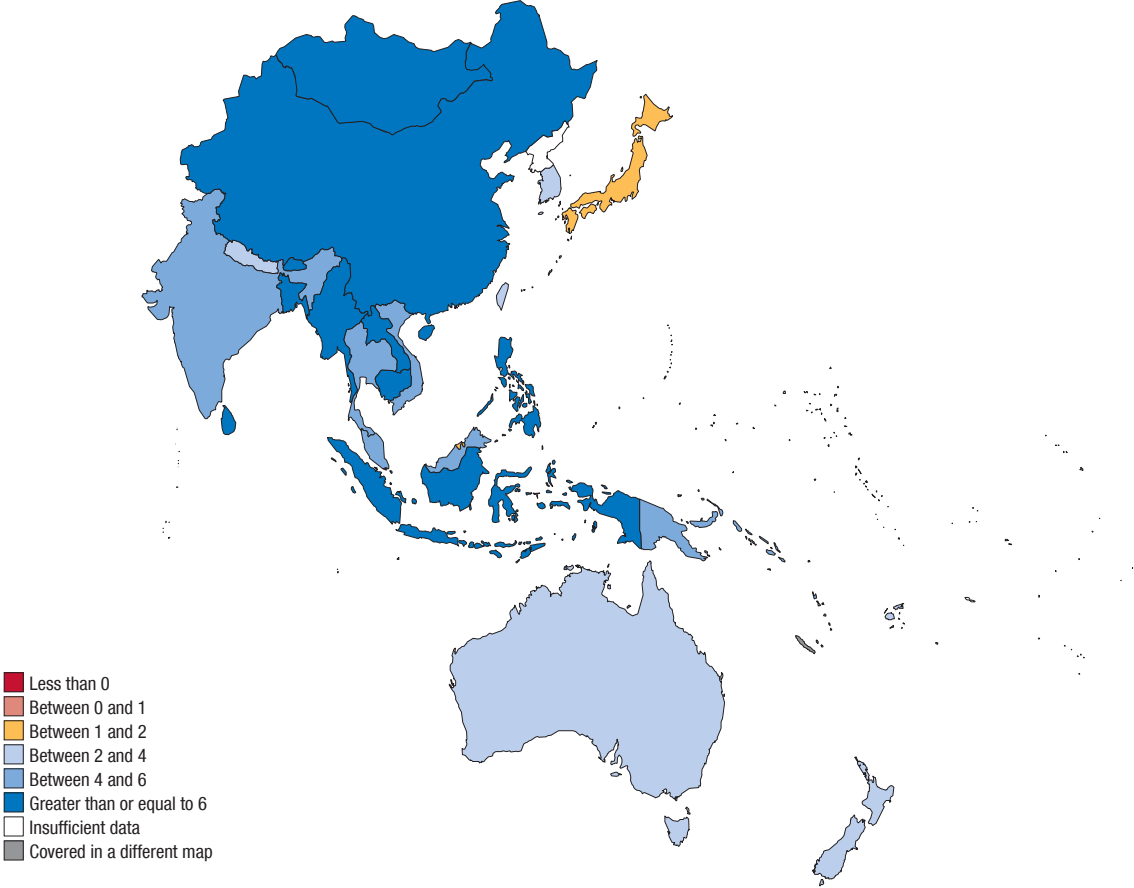 Less than 0
Between 0 and 1
Between 1 and 2
Between 2 and 4
Between 4 and 6
Greater than or equal to 6
Insufficient data
Covered in a different map